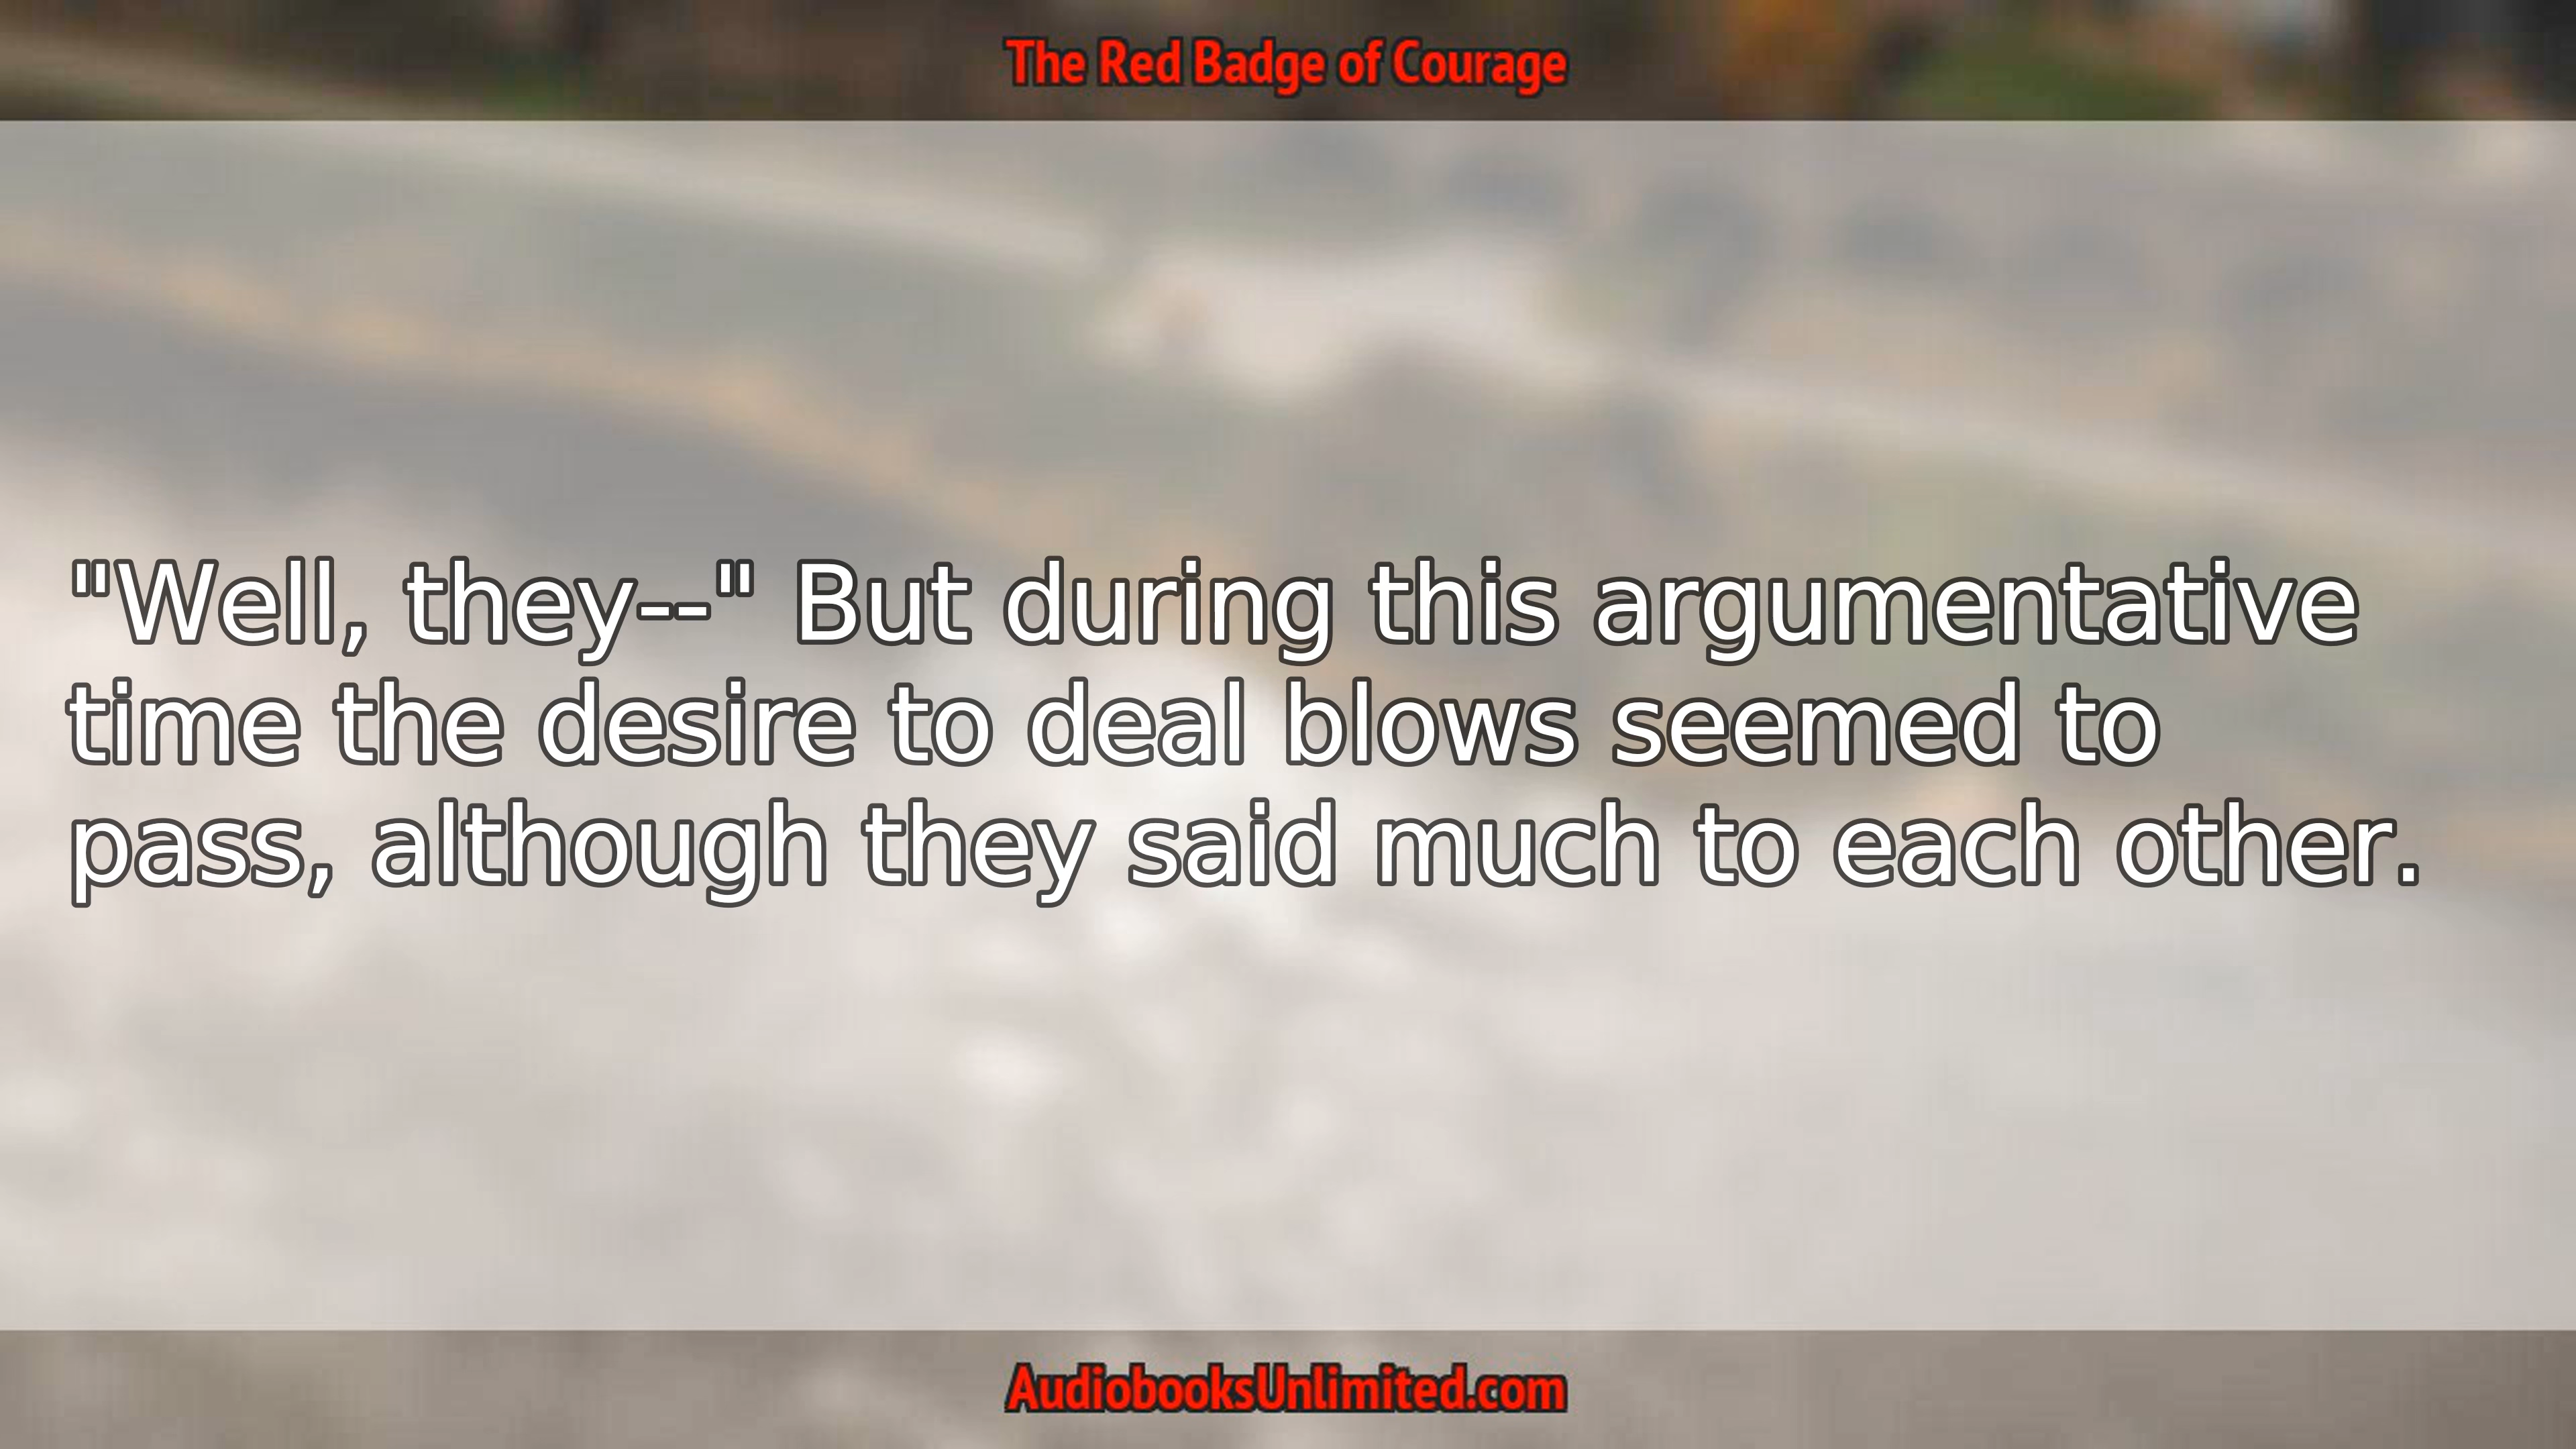 The Red Badge of Courage
"Well, they--" But during this argumentative
time the desire to deal blows seemed to
pass, although they said much to each other.
AudiobooksUnlimited.com